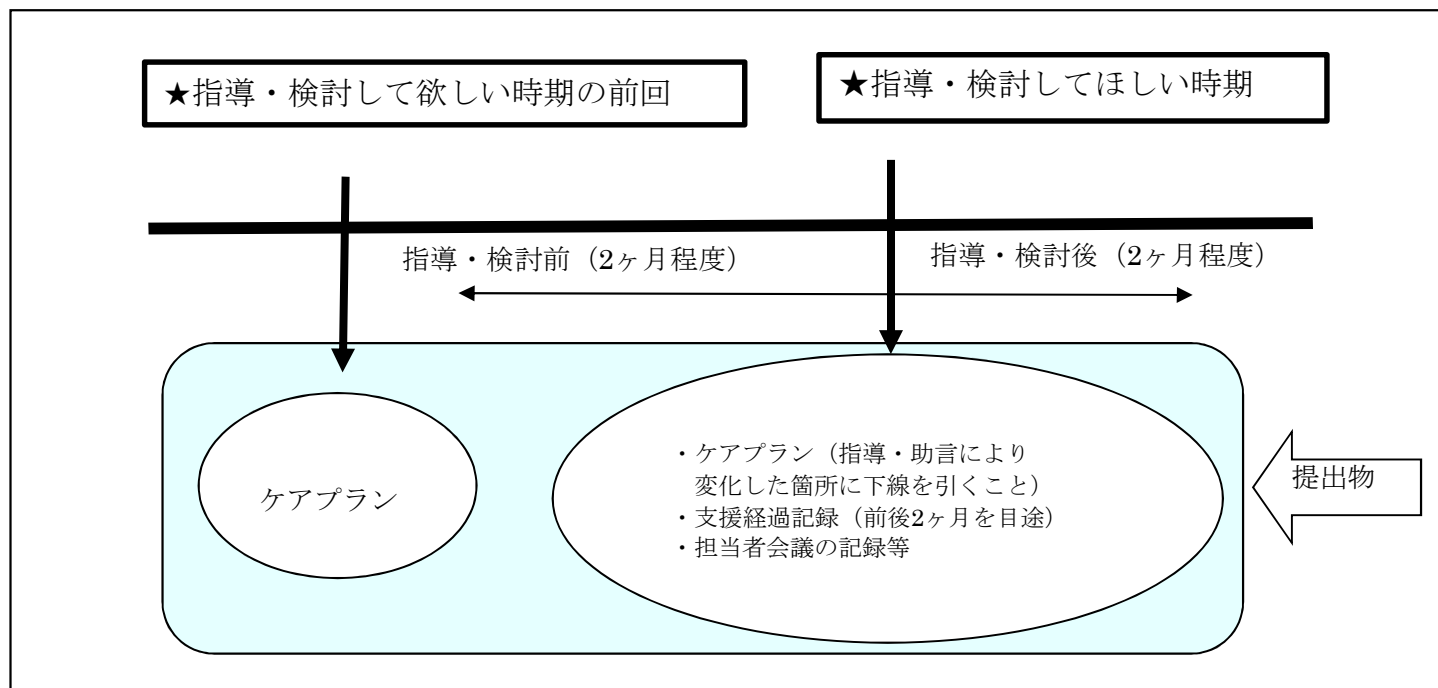 ★指導・検討して欲しい時期の前回
★指導・検討してほしい時期
指導・検討前（2ヶ月程度）
指導・検討後（2ヶ月程度）
ケアプラン
・ケアプラン（指導・助言により
変化した箇所に下線を引くこと）
・支援経過記録（前後2ヶ月を目途）
・担当者会議の記録等
提出物